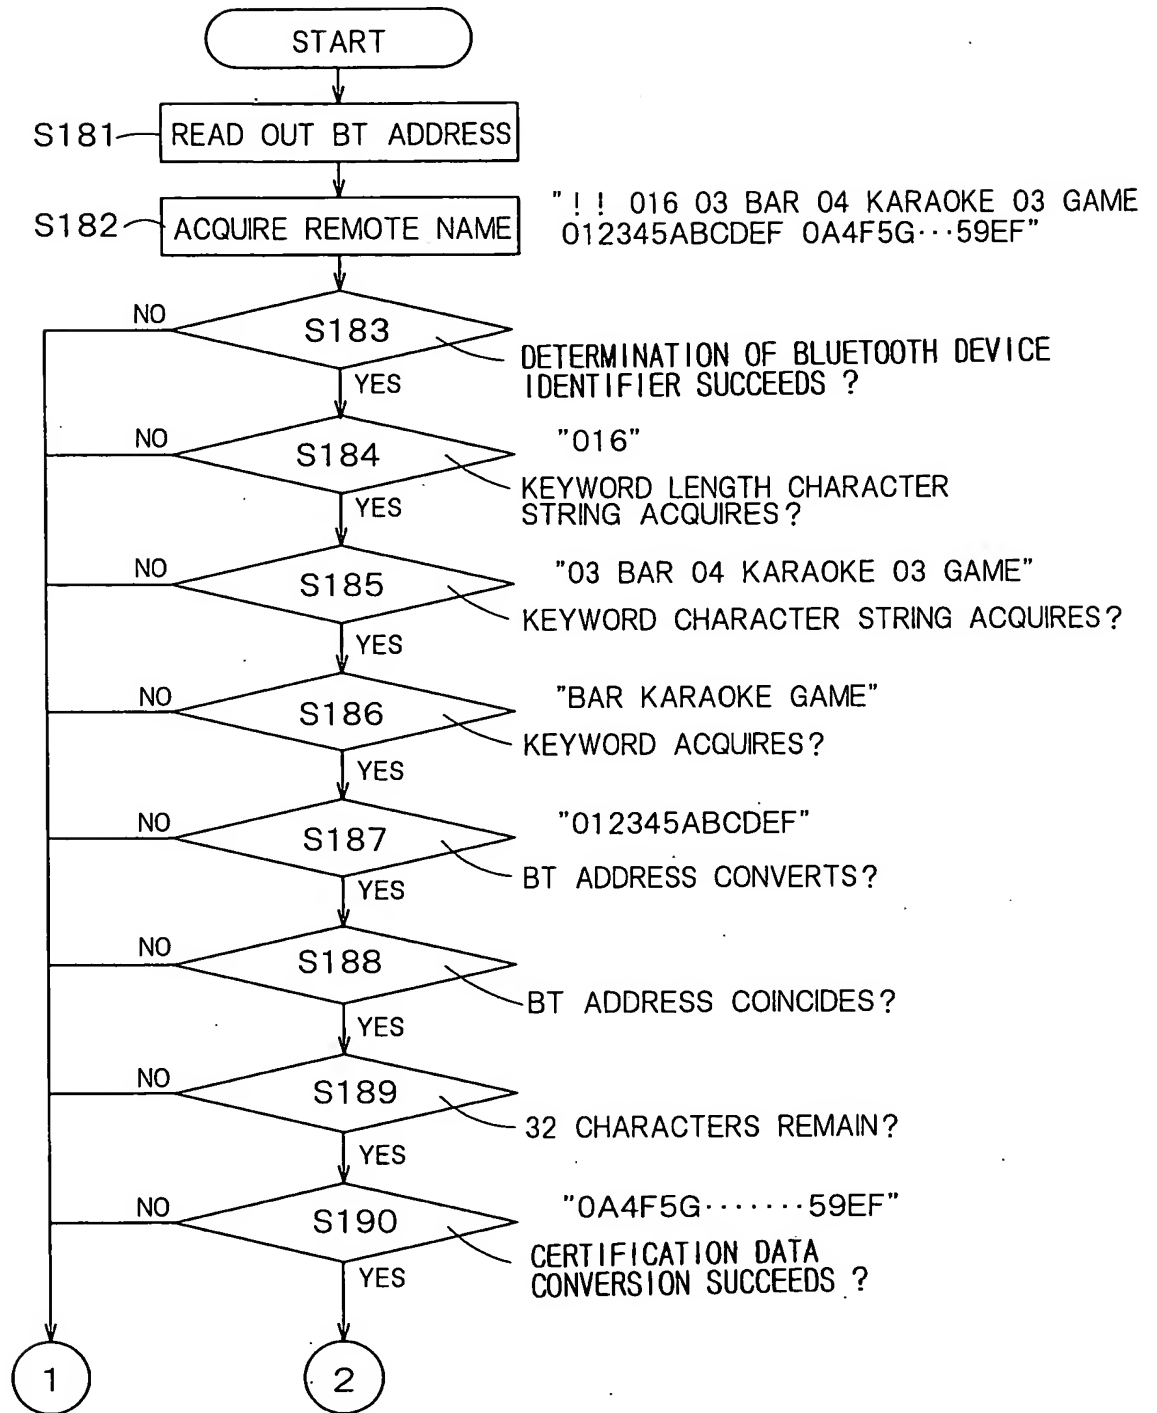 START
S181
READ OUT BT ADDRESS
S182
ACQUIRE REMOTE NAME
"!! 016 03 BAR 04 KARAOKE 03 GAME
012345ABCDEF 0A4F5G···59EF"
NO
S183
DETERMINATION OF BLUETOOTH DEVICE
IDENTIFIER SUCCEEDS ?
YES
NO
S184
"016"
KEYWORD LENGTH CHARACTER
STRING ACQUIRES?
YES
NO
S185
"03 BAR 04 KARAOKE 03 GAME"
KEYWORD CHARACTER STRING ACQUIRES?
YES
NO
S186
"BAR KARAOKE GAME"
KEYWORD ACQUIRES?
YES
NO
S187
"012345ABCDEF"
BT ADDRESS CONVERTS?
YES
NO
S188
BT ADDRESS COINCIDES?
YES
NO
S189
32 CHARACTERS REMAIN?
YES
NO
S190
"0A4F5G·······59EF"
CERTIFICATION DATA
CONVERSION SUCCEEDS ?
YES
1
2